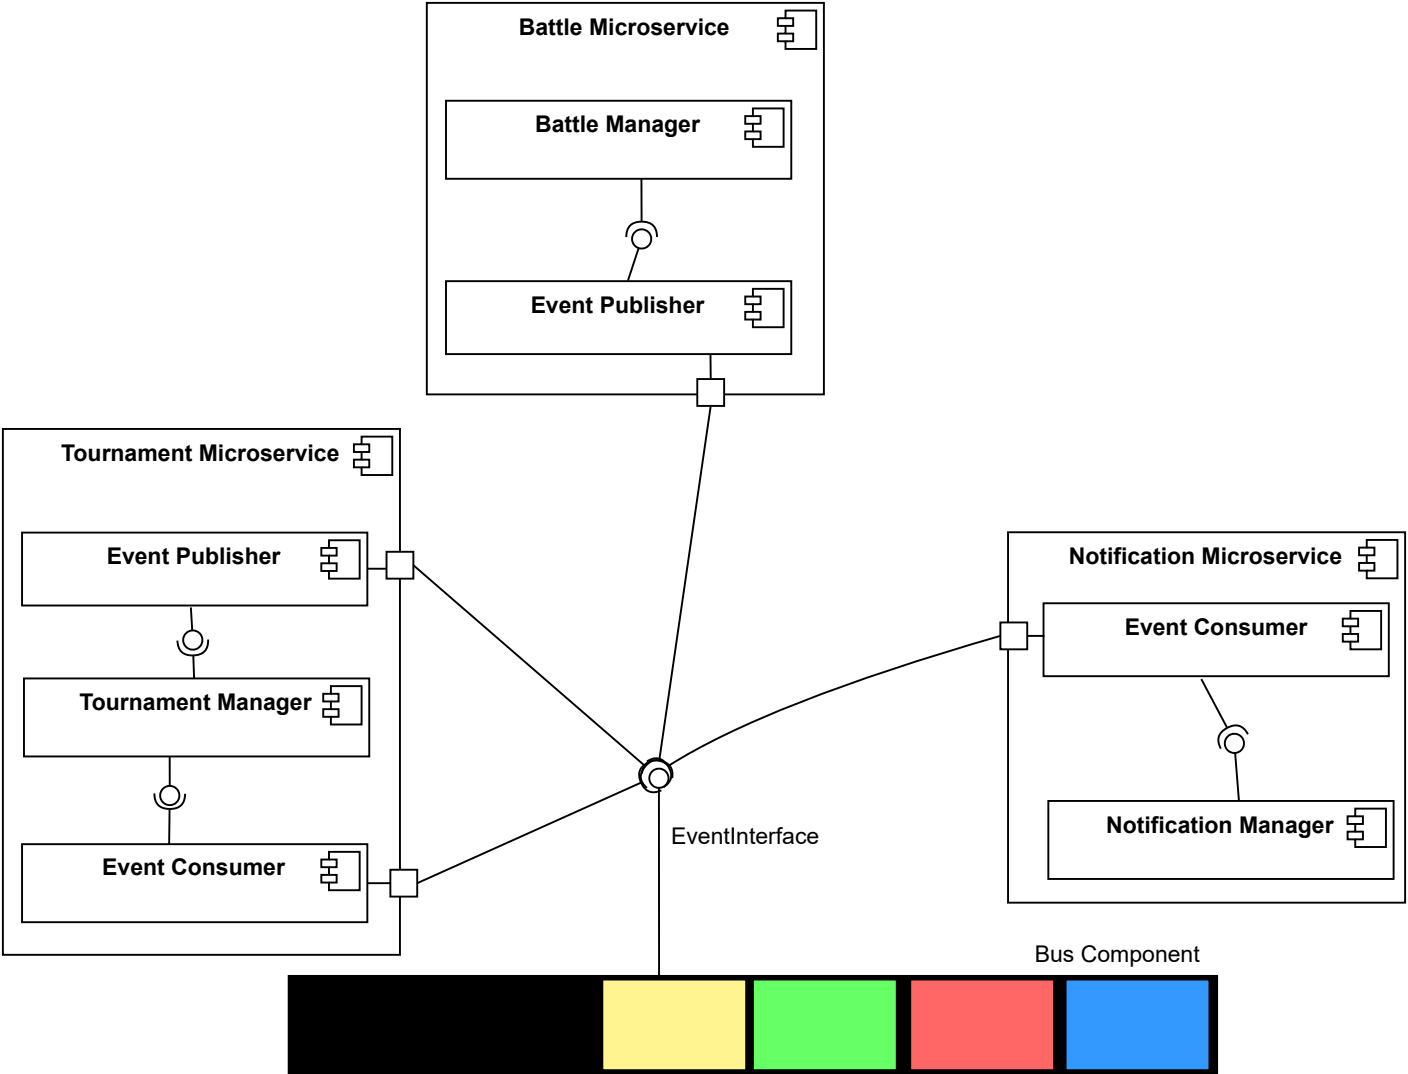 Battle Microservice
Battle Manager
Event Publisher
Tournament Microservice
Event Publisher
Tournament Manager
Event Consumer
Notification Microservice
Event Consumer
Notification Manager
EventInterface
Bus Component